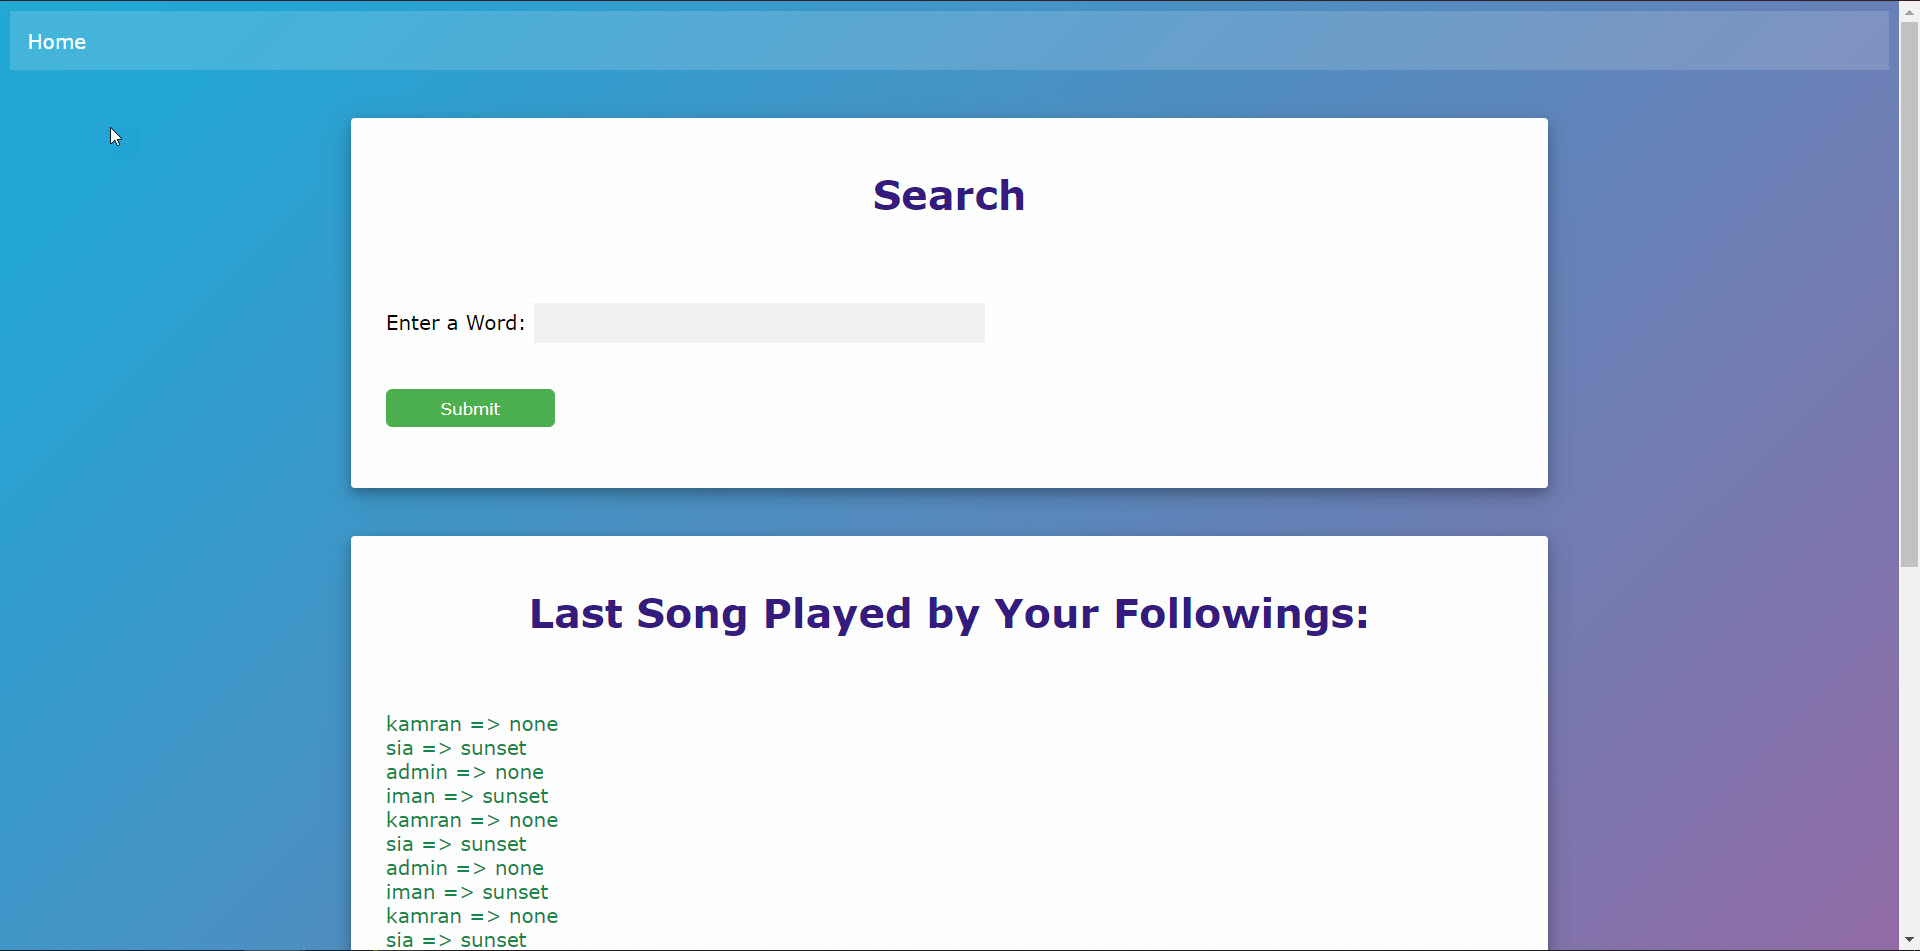 Home
Search
Enter a Word:
Submit
Last Song Played by Your Followings:
kamran => none
sia => sunset
admin => none
iman => sunset
kamran => none
sia => sunset
admin => none
iman => sunset
kamran => none
sia => sunset